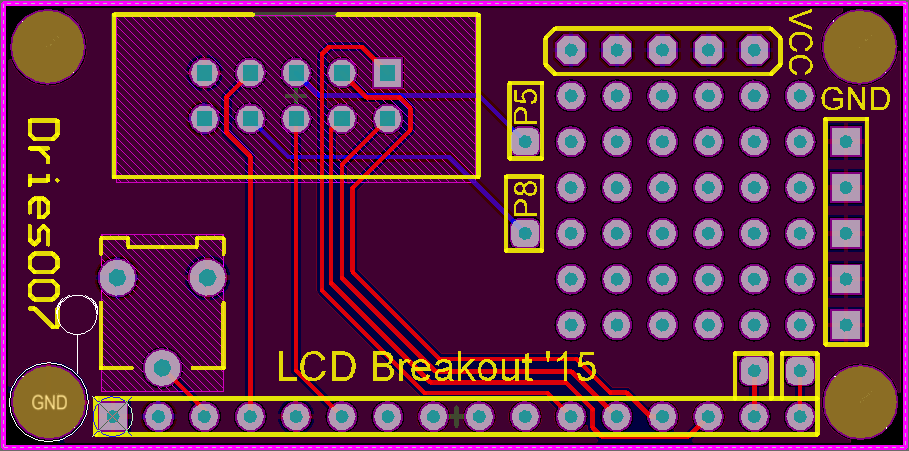 VCC
GND
P5
P8
Dries007
LCD Breakout '15
GND